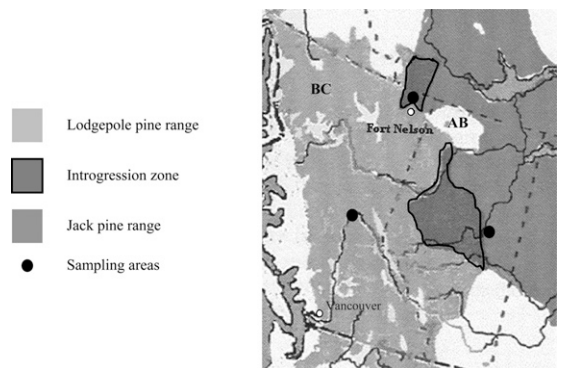 Lodgepole pine range
Introgression zone
Jack pine range
Sampling areas
BC
Fort Nelson
AB
Vancouver